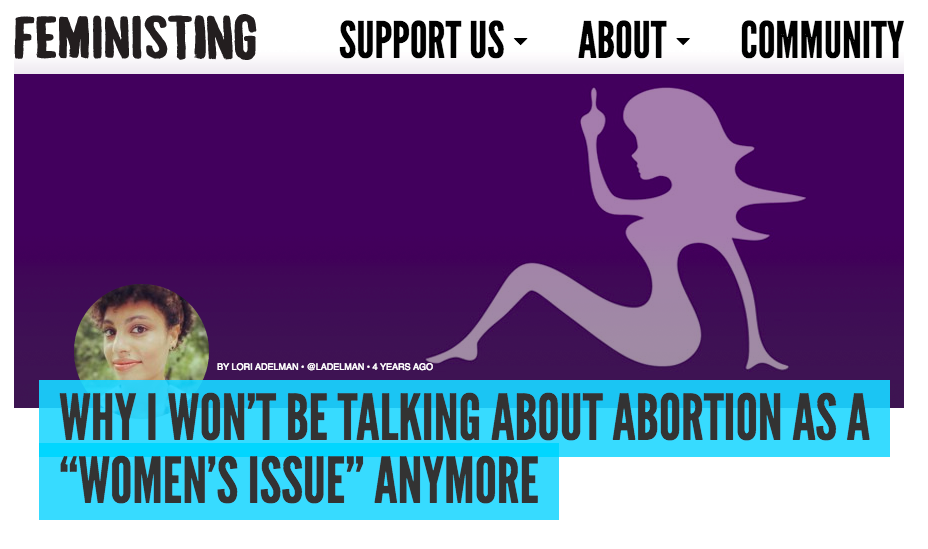 FEMINISTING
SUPPORT US
ABOUT
COMMUNITY
BY LORI ADELMAN • @LADELMAN • 4 YEARS AGO
WHY I WON’T BE TALKING ABOUT ABORTION AS A
“WOMEN’S ISSUE” ANYMORE